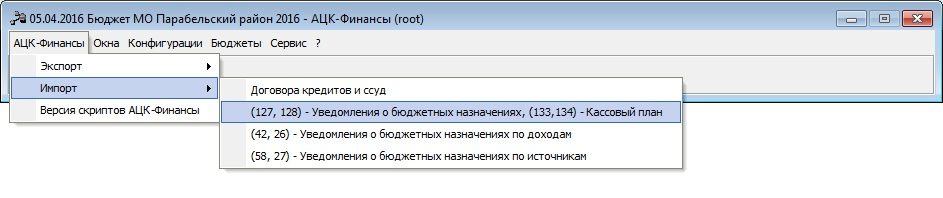 05.04.2016 Бюджет МО Парабельский район 2016 - АЦК-Финансы (root)
АЦК-Финансы Окна Конфигурации Бюджеты Сервис ?
Экспорт
Импорт
Версия скриптов АЦК-Финансы
Договора кредитов и ссуд
(127, 128) - Уведомления о бюджетных назначениях, (133,134) - Кассовый план
(42, 26) - Уведомления о бюджетных назначениях по доходам
(58, 27) - Уведомления о бюджетных назначениях по источникам